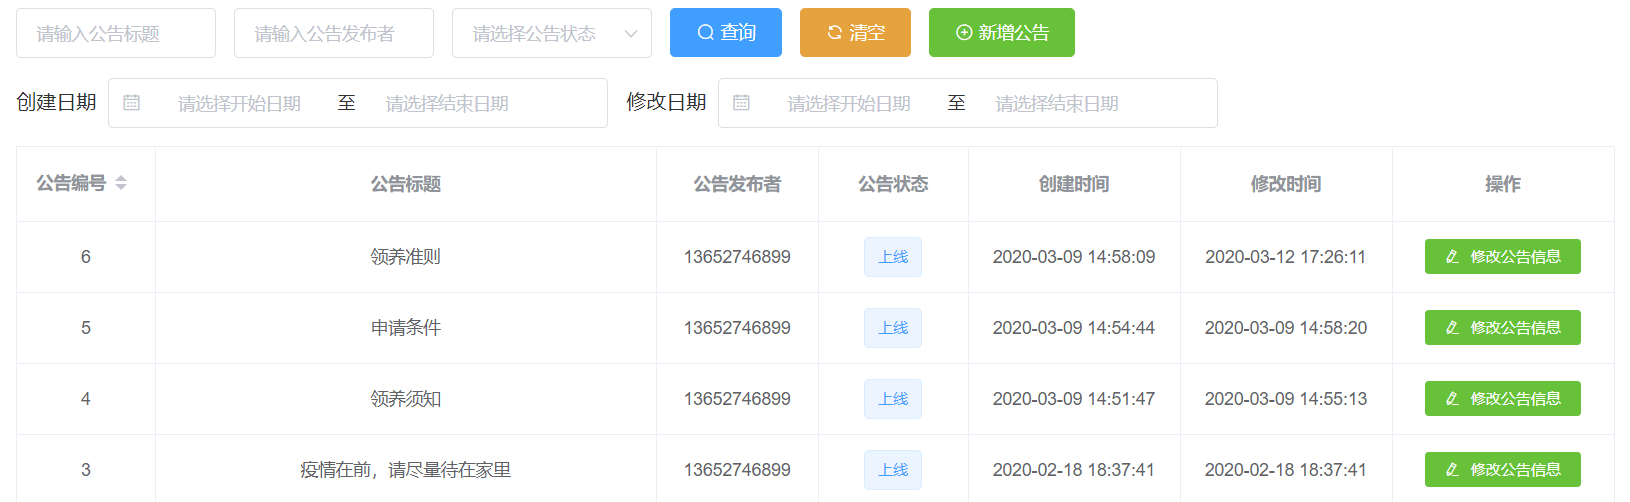 请输入公告标题 请输入公告发布者 请选择公告状态 查询 清空 新增公告
创建日期 请选择开始日期 至 请选择结束日期 修改日期 请选择开始日期 至 请选择结束日期
公告编号 公告标题 公告发布者 公告状态 创建时间 修改时间 操作
6 领养准则 13652746899 上线 2020-03-09 14:58:09 2020-03-12 17:26:11 修改公告信息
5 申请条件 13652746899 上线 2020-03-09 14:54:44 2020-03-09 14:58:20 修改公告信息
4 领养须知 13652746899 上线 2020-03-09 14:51:47 2020-03-09 14:55:13 修改公告信息
3 疫情在前，请尽量待在家里 13652746899 上线 2020-02-18 18:37:41 2020-02-18 18:37:41 修改公告信息